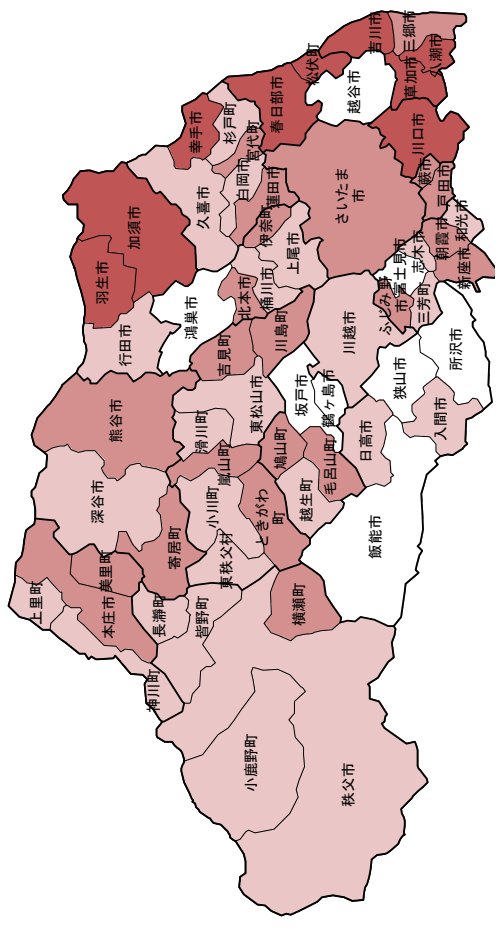 吉川市
三郷市
八潮市
松伏町
草加市
越谷市
春日部市
川口市
幸手市
杉戸町
宮代町
蕨市
戸田市
白岡市
蓮田市
さいたま
市
加須市
久喜市
伊奈町
上尾市
和光市
朝霞市
志木市
新座市
羽生市
鴻巣市
北本市
桶川市
富士見市
ふじみ野
市
三芳町
行田市
吉見町
川島町
川越市
所沢市
熊谷市
東松山市
坂戸市
鶴ヶ島市
狭山市
入間市
滑川町
嵐山町
鳩山町
毛呂山町
日高市
深谷市
小川町
ときがわ
町
越生町
飯能市
寄居町
東秩父村
上里町
美里町
本庄市
長瀞町
皆野町
横瀬町
神川町
小鹿野町
秩父市